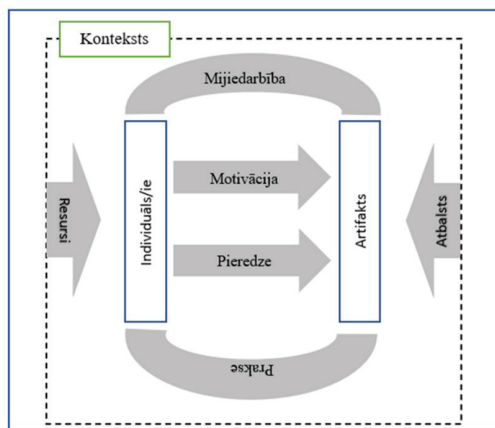 Konteksts
Mijiedarbība
Resursi
Individuāls/ie
Motivācija
Pieredze
Artifakts
Atbalsts
Prakse